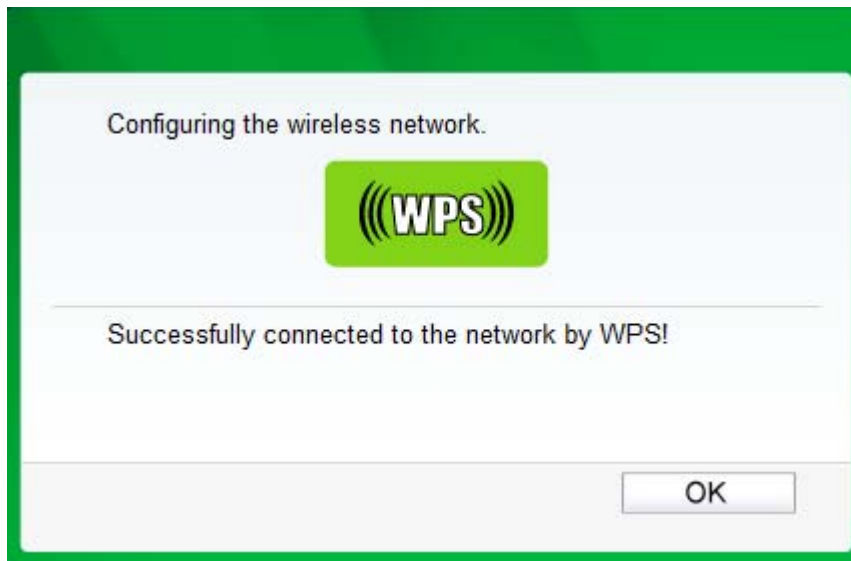 Configuring the wireless network.
WPS
Successfully connected to the network by WPS!
OK